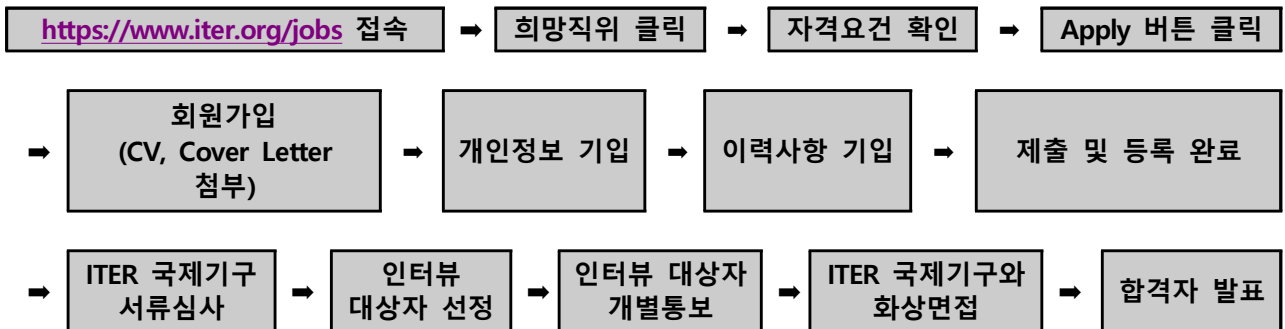 https://www.iter.org/jobs 접속 ➡ 희망직위 클릭 ➡ 자격요건 확인 ➡ Apply 버튼 클릭
➡ 회원가입
(CV, Cover Letter
첨부) ➡ 개인정보 기입 ➡ 이력사항 기입 ➡ 제출 및 등록 완료
➡ ITER 국제기구
서류심사 ➡ 인터뷰
대상자 선정 ➡ 인터뷰 대상자
개별통보 ➡ ITER 국제기구와
화상면접 ➡ 합격자 발표